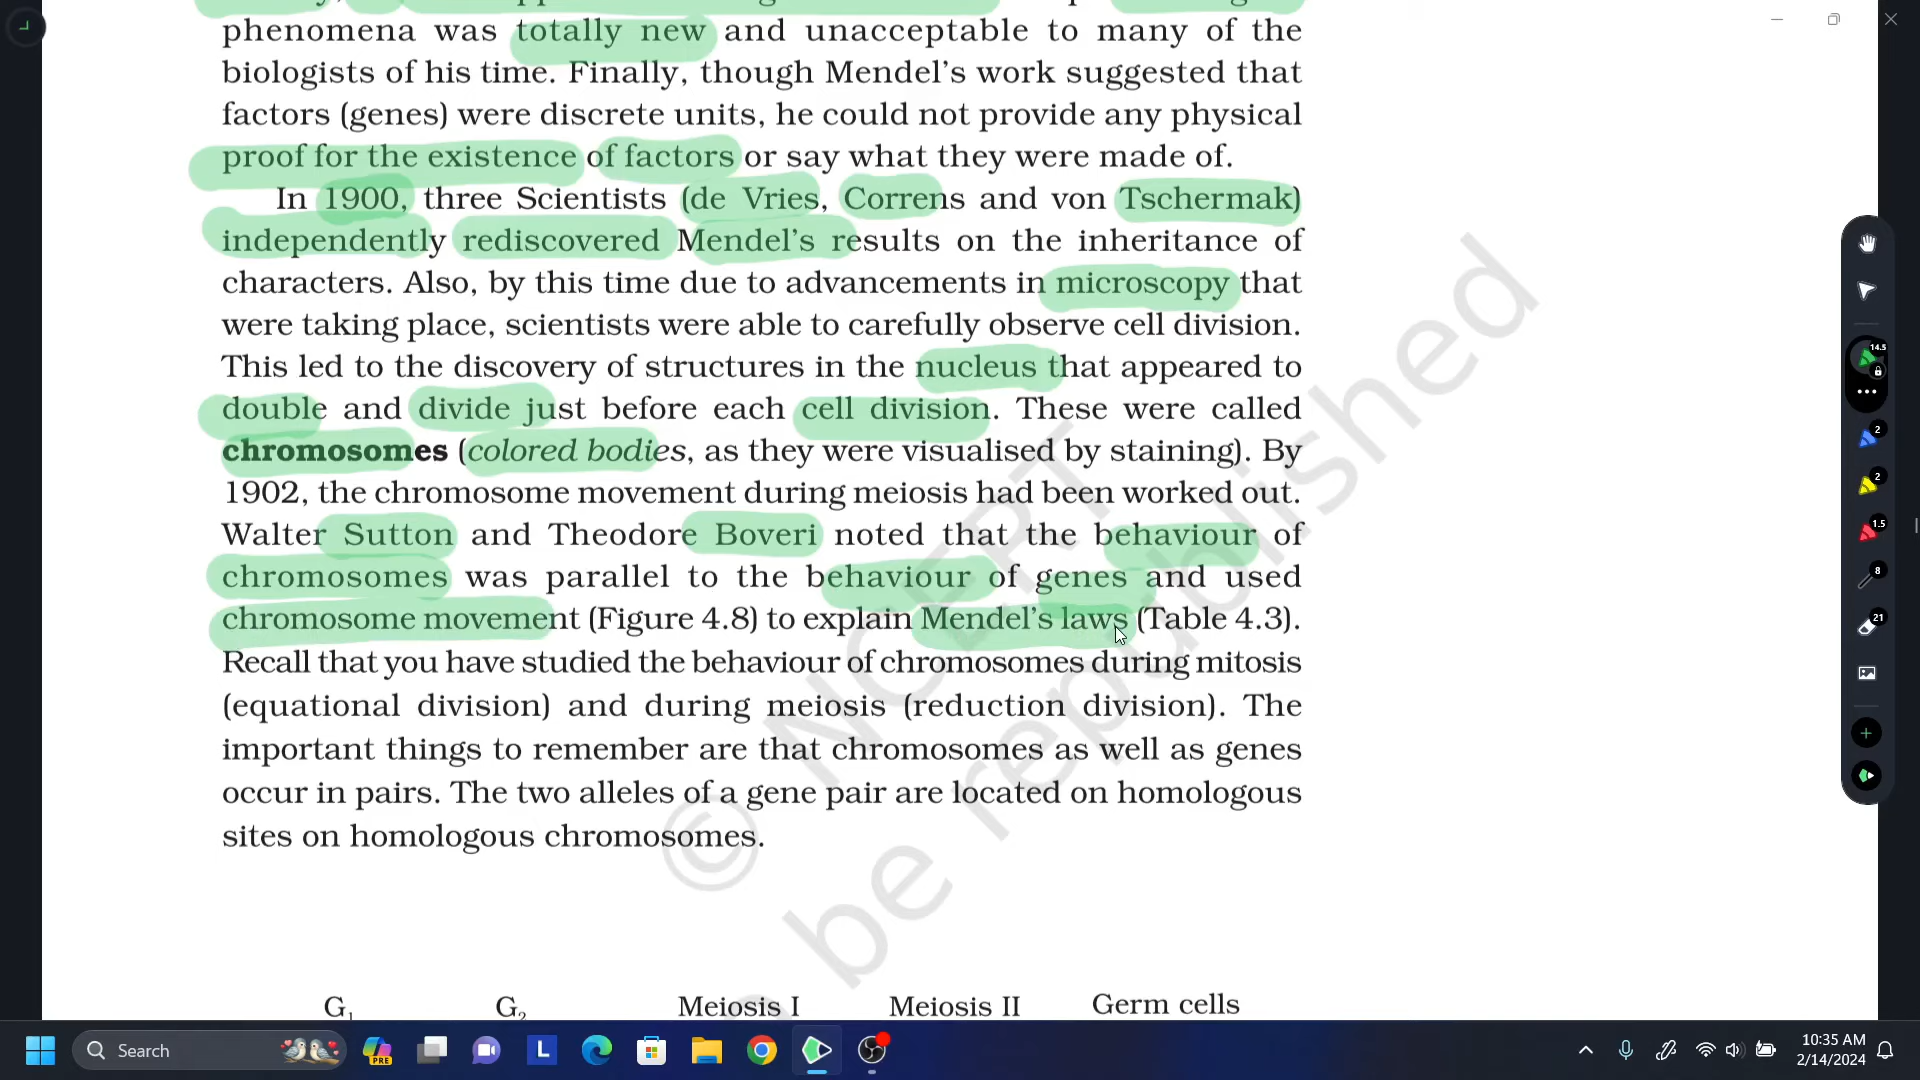 phenomena was totally new and unacceptable to many of the
biologists of his time. Finally, though Mendel's work suggested that
factors (genes) were discrete units, he could not provide any physical
proof for the existence of factors or say what they were made of.
In 1900, three Scientists (de Vries, Correns and von Tschermak)
independently rediscovered Mendel's results on the inheritance of
characters. Also, by this time due to advancements in microscopy that
were taking place, scientists were able to carefully observe cell division.
This led to the discovery of structures in the nucleus that appeared to
double and divide just before each cell division. These were called
chromosomes (colored bodies, as they were visualised by staining). By
1902, the chromosome movement during meiosis had been worked out.
Walter Sutton and Theodore Boveri noted that the behaviour of
chromosomes was parallel to the behaviour of genes and used
chromosome movement (Figure 4.8) to explain Mendel's laws (Table 4.3).
Recall that you have studied the behaviour of chromosomes during mitosis
(equational division) and during meiosis (reduction division). The
important things to remember are that chromosomes as well as genes
occur in pairs. The two alleles of a gene pair are located on homologous
sites on homologous chromosomes.
© NCERT
be republished
G1 G2 Meiosis I Meiosis II Germ cells
14.5
2
2
1.5
8
21
Search
PRE
L
10:35 AM
2/14/2024